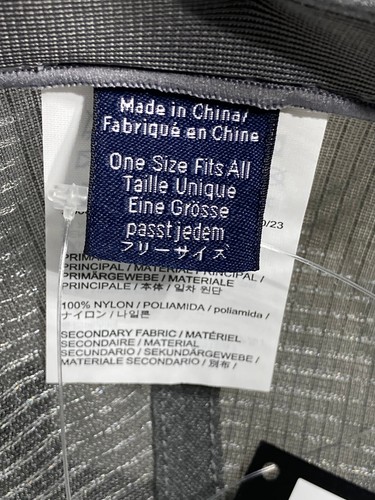 Made in China/
Fabriqué en Chine
One Size Fits All
Taille Unique
Eine Grösse
passt jedem
フリーサイズ
0/23
PRINCIPAL / MATERIAL PRINCIPAL /
PRIMÄRGEWEBE / MATERIALE
PRINCIPALE / 本体 / 일차 원단
100% NYLON / POLIAMIDA / poliamida /
ナイロン / 나일론
SECONDARY FABRIC / MATÉRIEL
SECONDAIRE / MATERIAL
SECUNDARIO / SEKUNDÄRGEWEBE /
MATERIALE SECONDARIO / 別布 /